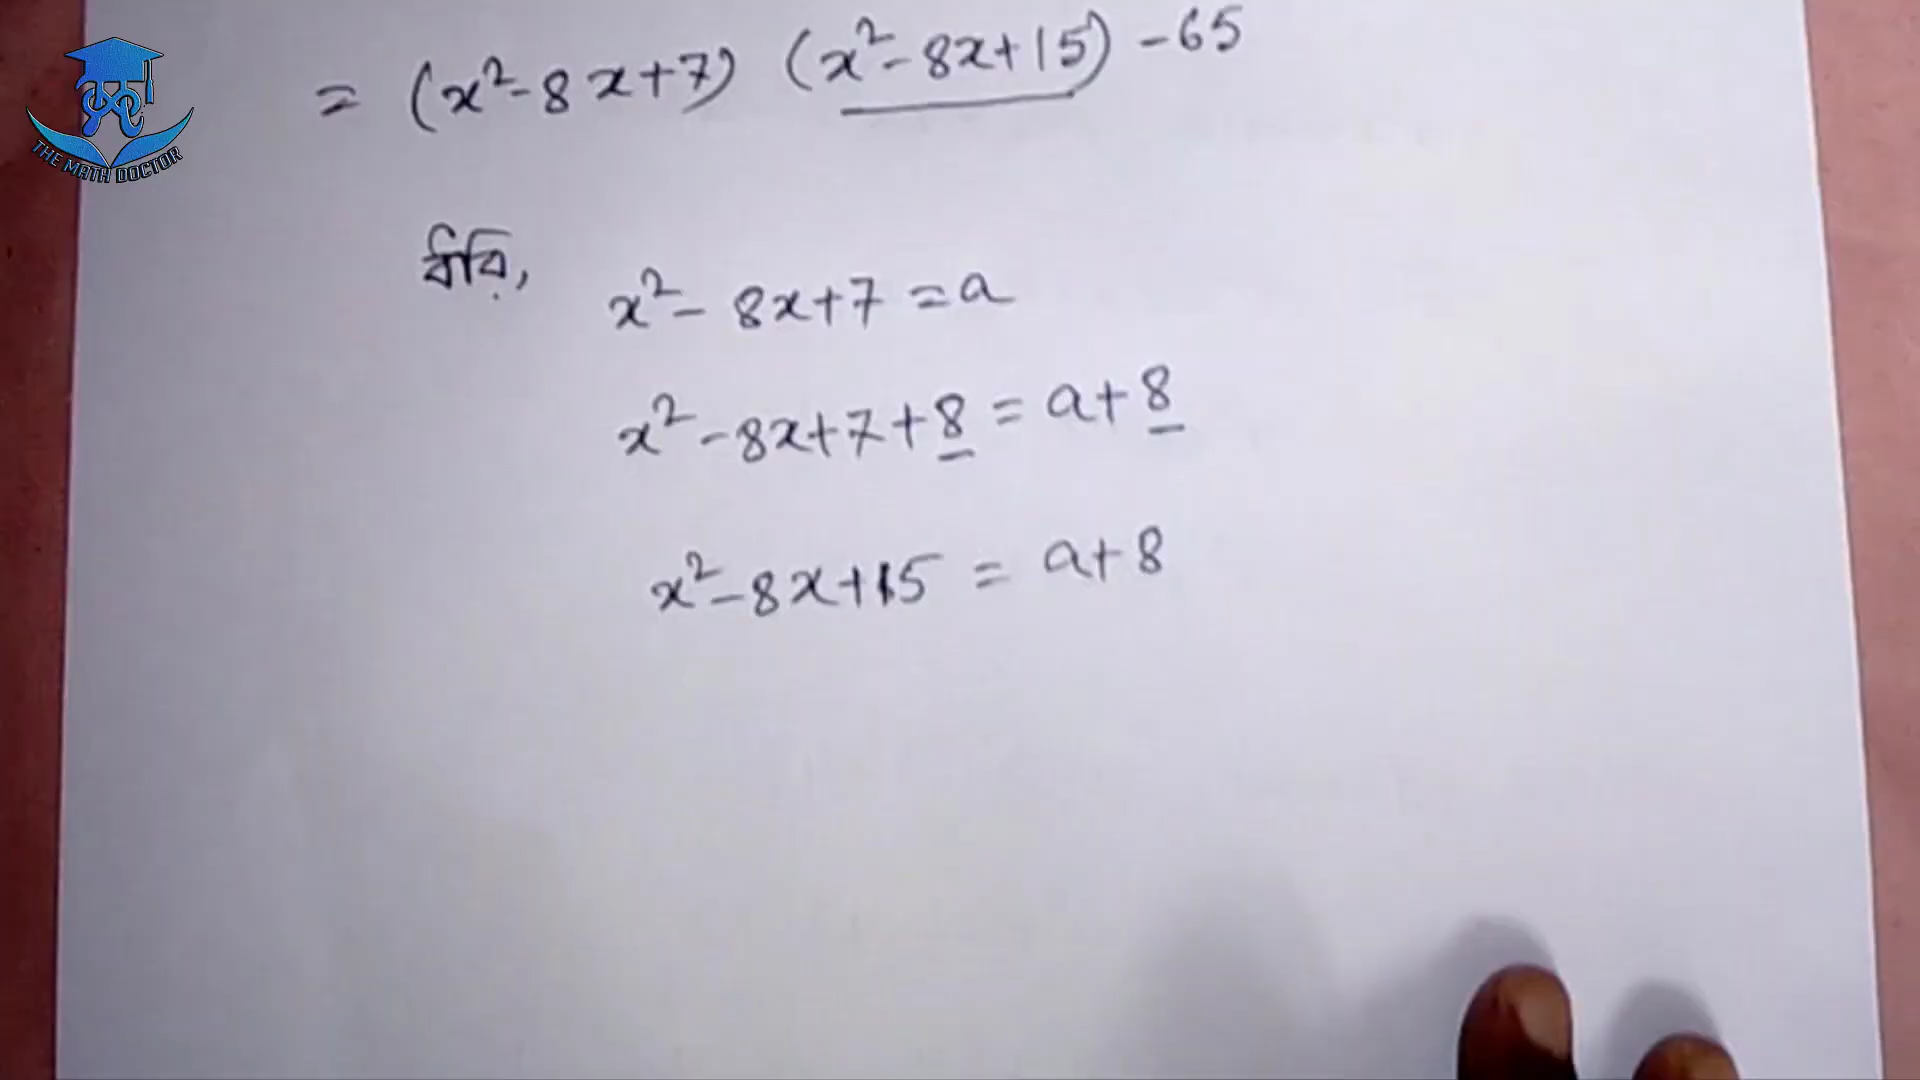 THE MATH DOCTOR
= (x²-8x+7) (x²-8x+15) -65
ধরি, x²-8x+7 = a
x²-8x+7+8 = a+8
x²-8x+15 = a+8